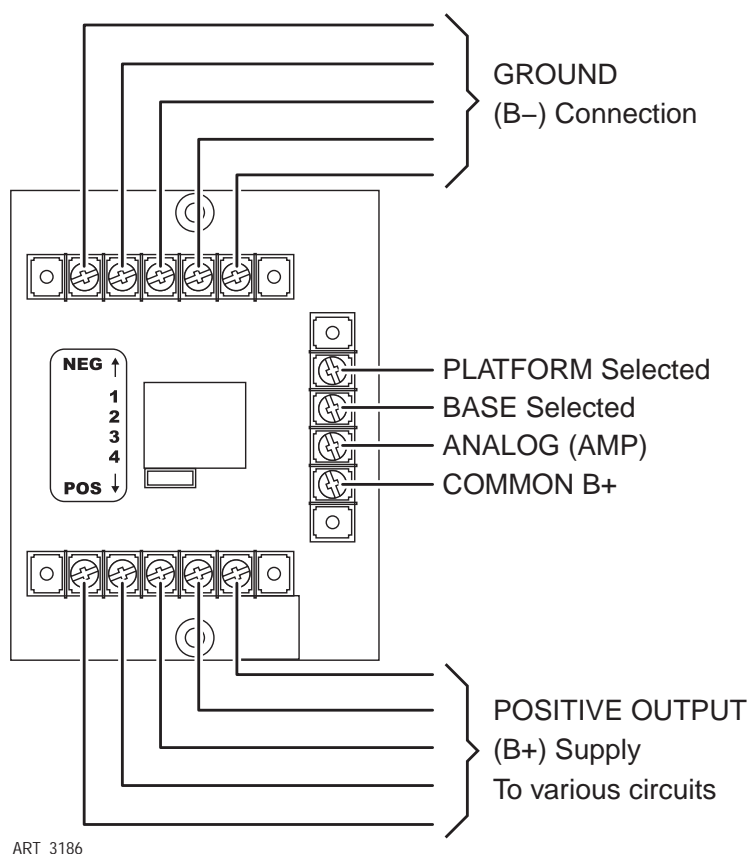 GROUND
(B–) Connection
NEG ↑
1
2
3
4
POS ↓
PLATFORM Selected
BASE Selected
ANALOG (AMP)
COMMON B+
POSITIVE OUTPUT
(B+) Supply
To various circuits
ART 3186